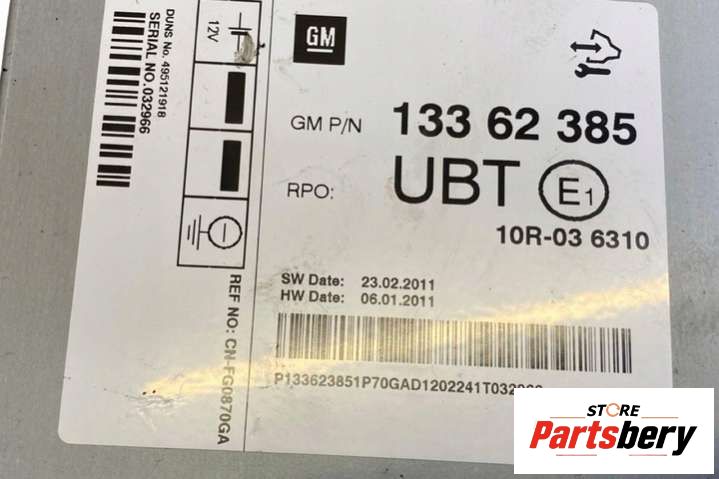 DUNS No. 495121918
SERIAL NO. 032966
12V
GM
GM P/N 133 62 385
RPO: UBT E1
10R-03 6310
SW Date: 23.02.2011
HW Date: 06.01.2011
REF NO: CN-FG0870GA
STORE
Partsbery